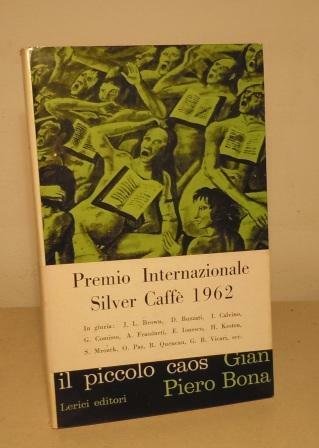 Premio Internazionale
Silver Caffè 1962
In giuria: J. L. Brown, D. Buzzati, I. Calvino,
G. Comisso, A. Frassineti, E. Ionesco, H. Kesten,
S. Mrozek, O. Paz, R. Queneau, G. B. Vicari, ecc.
il piccolo caos Gian
Piero Bona
Lerici editori